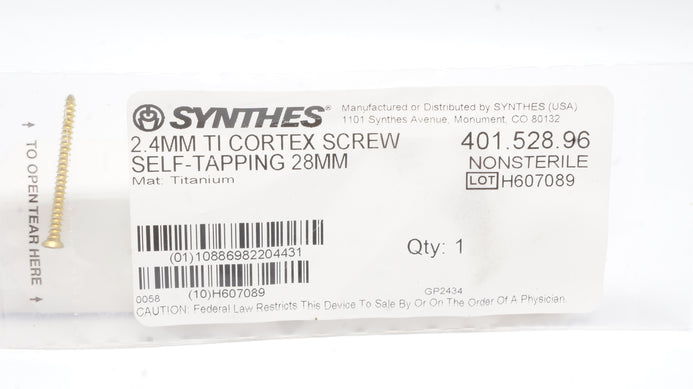 SYNTHES®
Manufactured or Distributed by SYNTHES (USA)
1101 Synthes Avenue, Monument, CO 80132
2.4MM TI CORTEX SCREW
SELF-TAPPING 28MM
Mat: Titanium
401.528.96
NONSTERILE
LOT H607089
(01)10886982204431
Qty: 1
(10)H607089
0058
GP2434
CAUTION: Federal Law Restricts This Device To Sale By Or On The Order Of A Physician.
TO OPEN TEAR HERE